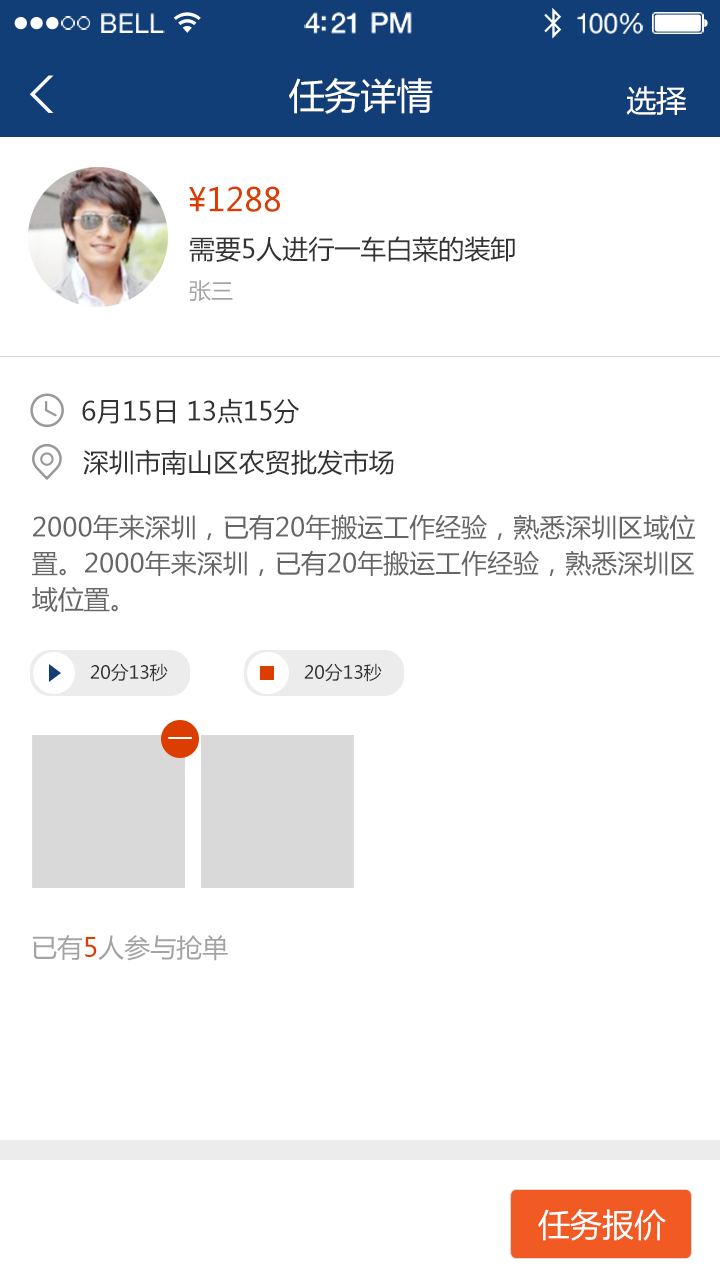 BELL 4:21 PM 100%
任务详情 选择
¥1288
需要5人进行一车白菜的装卸
张三
6月15日 13点15分
深圳市南山区农贸批发市场
2000年来深圳，已有20年搬运工作经验，熟悉深圳区域位
置。2000年来深圳，已有20年搬运工作经验，熟悉深圳区
域位置。
20分13秒 20分13秒
已有5人参与抢单
任务报价